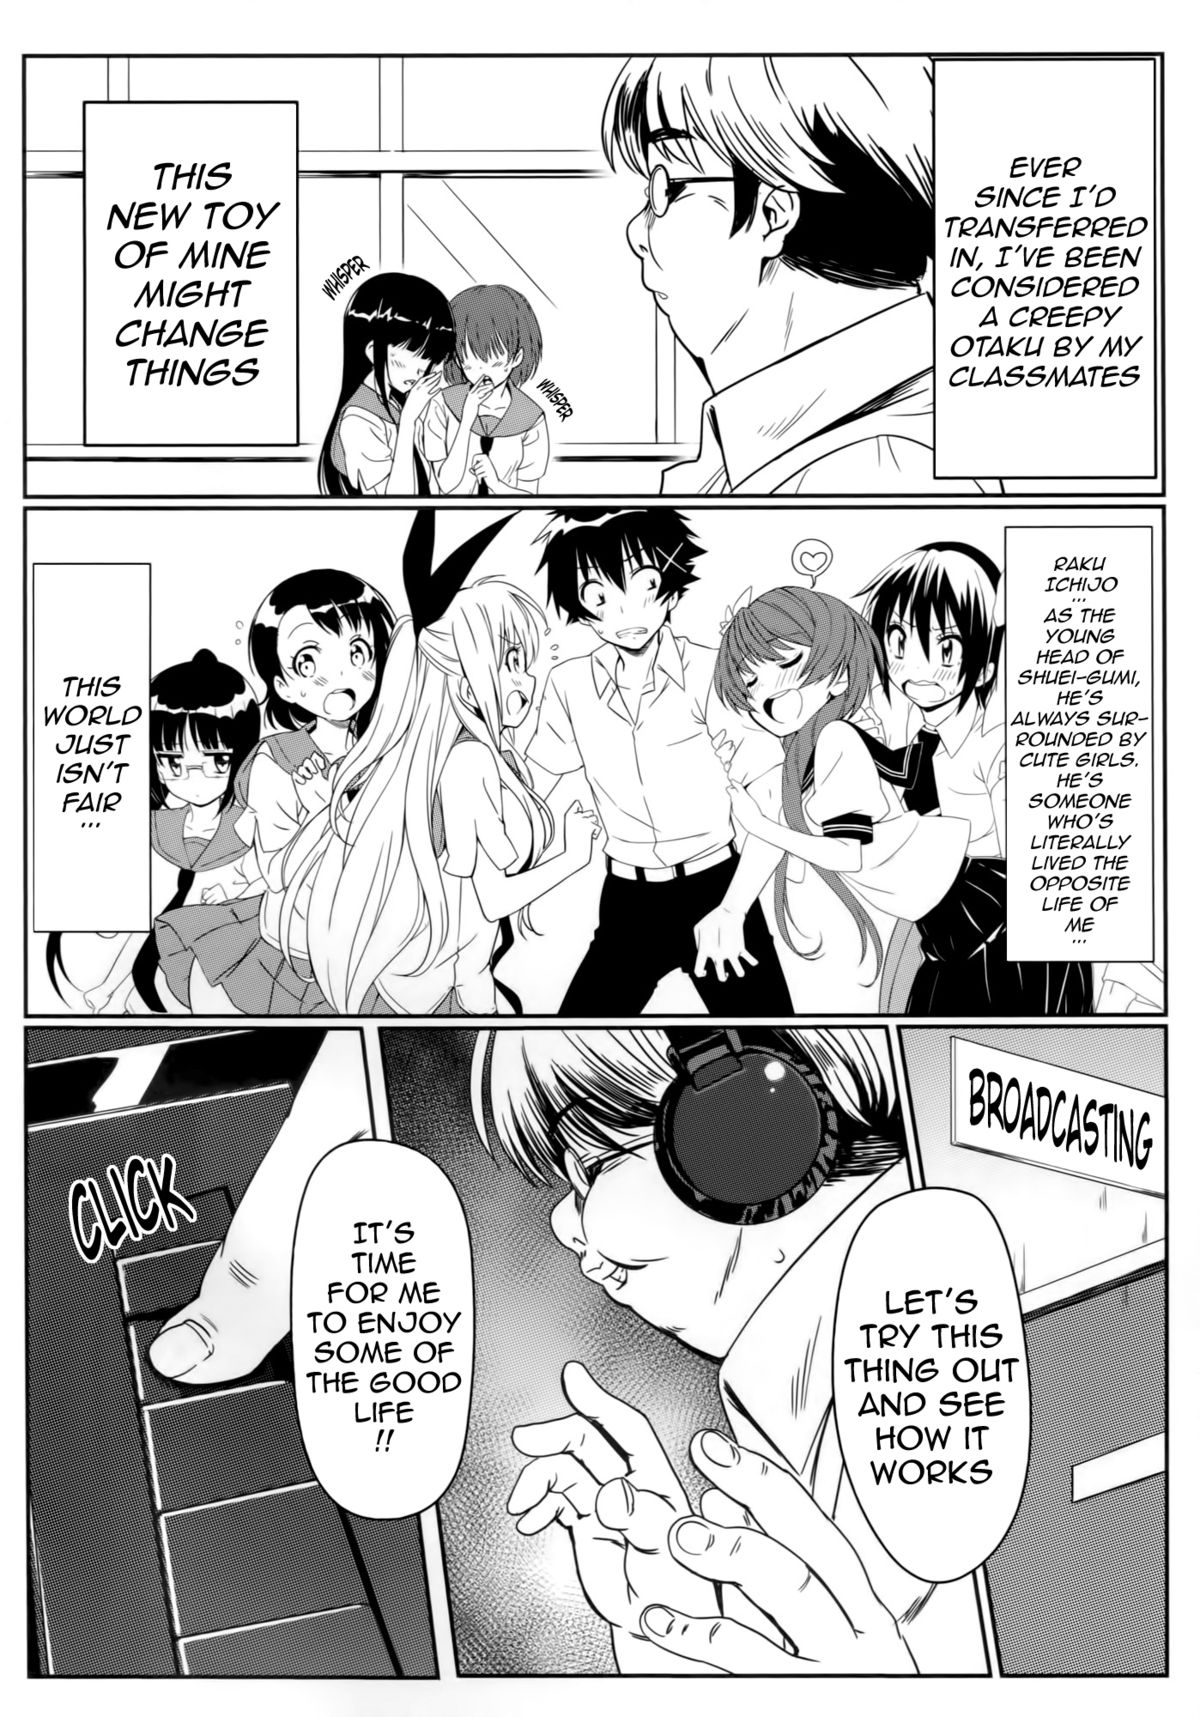 EVER
SINCE I'D
TRANSFERRED
IN, I'VE BEEN
CONSIDERED
A CREEPY
OTAKU BY MY
CLASSMATES
THIS
NEW TOY
OF MINE
MIGHT
CHANGE
THINGS
WHISPER
WHISPER
RAKU
ICHIJO
...
AS THE
YOUNG
HEAD OF
SHUEI-GUMI,
HE'S
ALWAYS SUR-
ROUNDED BY
CUTE GIRLS.
HE'S
SOMEONE
WHO'S
LITERALLY
LIVED THE
OPPOSITE
LIFE OF
ME
...
THIS
WORLD
JUST
ISN'T
FAIR
...
BROADCASTING
LET'S
TRY THIS
THING OUT
AND SEE
HOW IT
WORKS
IT'S
TIME
FOR ME
TO ENJOY
SOME OF
THE GOOD
LIFE
!!
CLICK